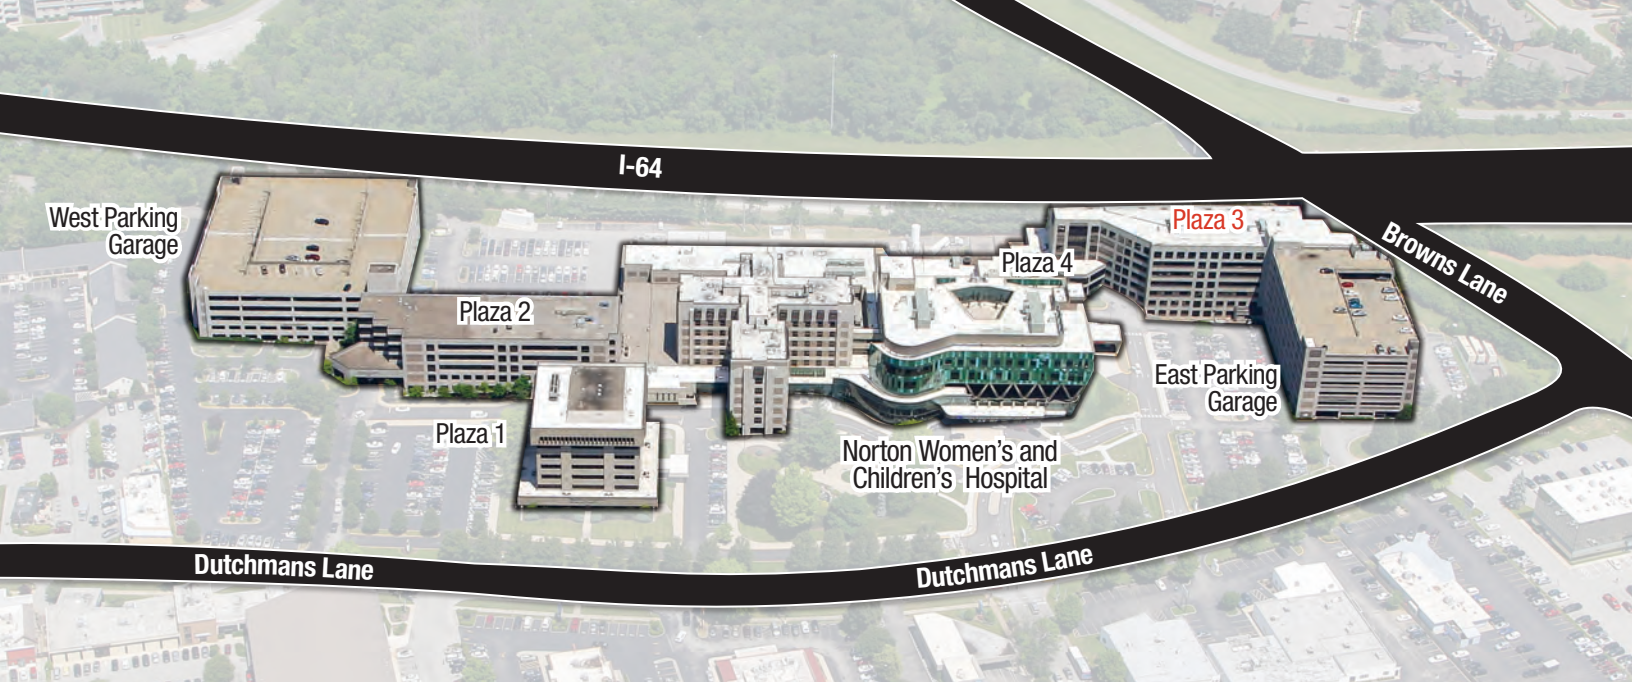 I-64
West Parking
Garage
Plaza 3
Browns Lane
Plaza 4
Plaza 2
East Parking
Garage
Plaza 1
Norton Women's and
Children's Hospital
Dutchmans Lane
Dutchmans Lane